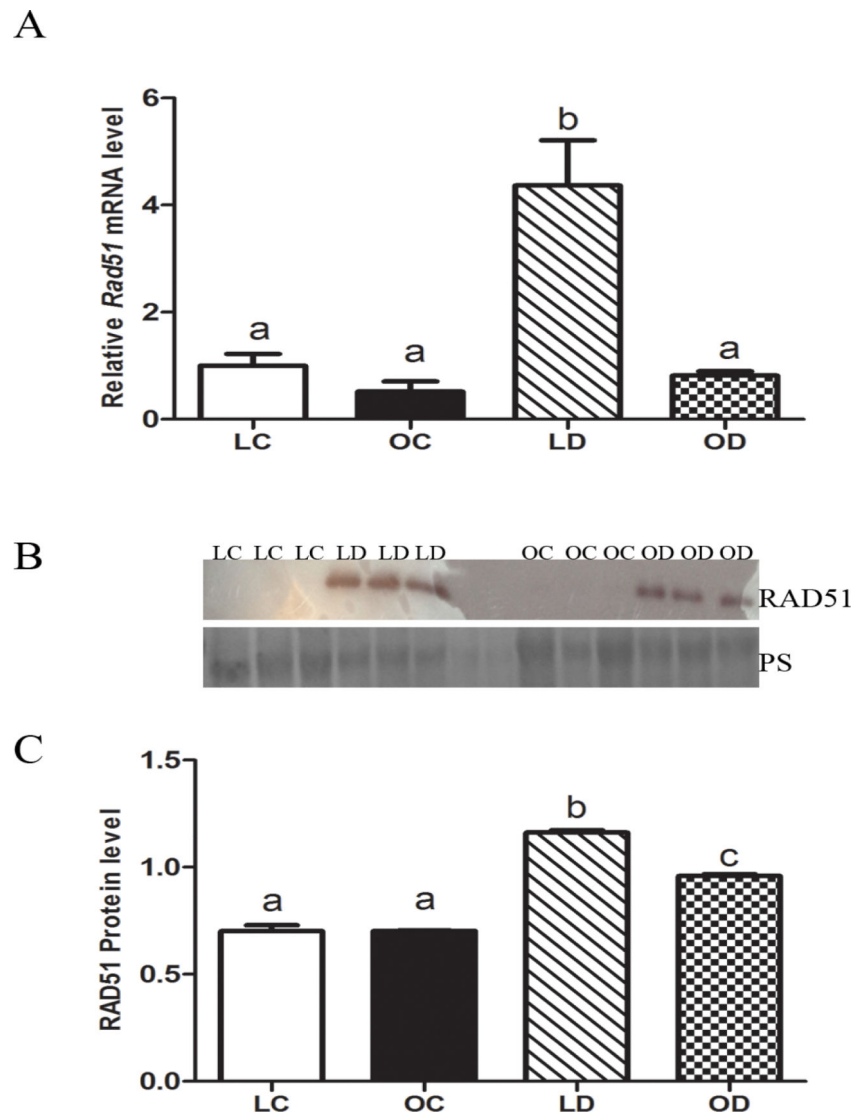 A
Relative Rad51 mRNA level
6
4
2
0
a
a
b
a
LC OC LD OD
B
LC LC LC LD LD LD OC OC OC OD OD OD
RAD51
PS
C
RAD51 Protein level
1.5
1.0
0.5
0.0
a
a
b
c
LC OC LD OD